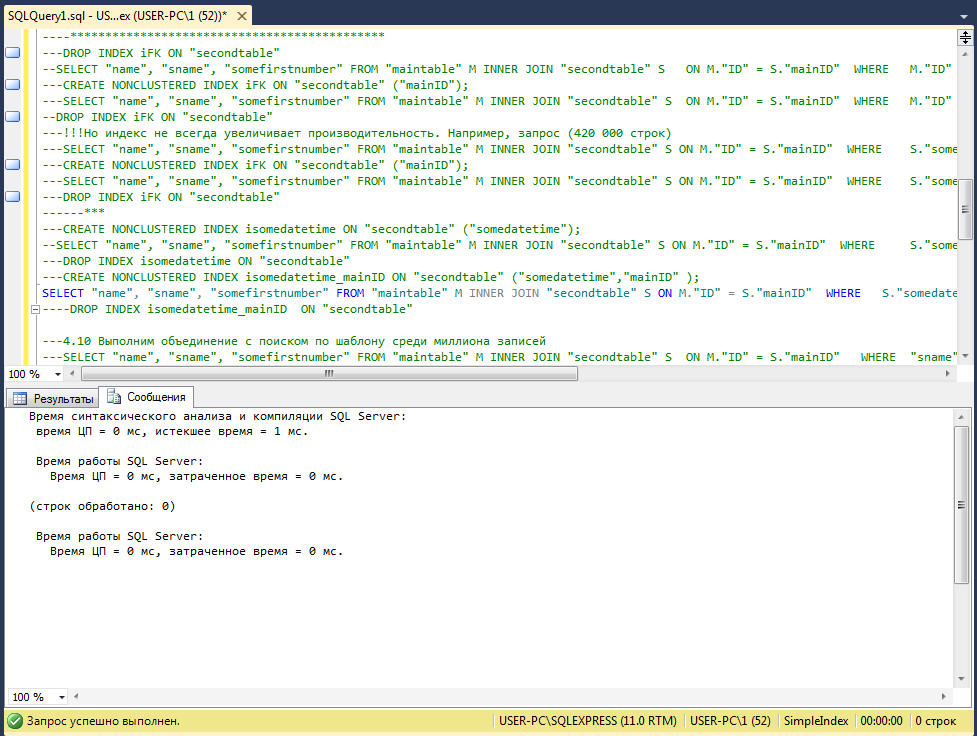 SQLQuery1.sql - US...ex (USER-PC\1 (52))*
----*********************************************
---DROP INDEX iFK ON "secondtable"
--SELECT "name", "sname", "somefirstnumber" FROM "maintable" M INNER JOIN "secondtable" S   ON M."ID" = S."mainID"  WHERE   M."ID"
---CREATE NONCLUSTERED INDEX iFK ON "secondtable" ("mainID");
---SELECT "name", "sname", "somefirstnumber" FROM "maintable" M INNER JOIN "secondtable" S  ON M."ID" = S."mainID"  WHERE   M."ID"
--DROP INDEX iFK ON "secondtable"
---!!!Но индекс не всегда увеличивает производительность. Например, запрос (420 000 строк)
---SELECT "name", "sname", "somefirstnumber" FROM "maintable" M INNER JOIN "secondtable" S ON M."ID" = S."mainID"  WHERE    S."some
---CREATE NONCLUSTERED INDEX iFK ON "secondtable" ("mainID");
---SELECT "name", "sname", "somefirstnumber" FROM "maintable" M INNER JOIN "secondtable" S ON M."ID" = S."mainID"  WHERE    S."some
---DROP INDEX iFK ON "secondtable"
------***
---CREATE NONCLUSTERED INDEX isomedatetime ON "secondtable" ("somedatetime");
--SELECT "name", "sname", "somefirstnumber" FROM "maintable" M INNER JOIN "secondtable" S ON M."ID" = S."mainID"  WHERE     S."some
---DROP INDEX isomedatetime ON "secondtable"
---CREATE NONCLUSTERED INDEX isomedatetime_mainID ON "secondtable" ("somedatetime","mainID" );
SELECT "name", "sname", "somefirstnumber" FROM "maintable" M INNER JOIN "secondtable" S ON M."ID" = S."mainID"  WHERE   S."somedate
----DROP INDEX isomedatetime_mainID  ON "secondtable"
---4.10 Выполним объединение с поиском по шаблону среди миллиона записей
---SELECT "name", "sname", "somefirstnumber" FROM "maintable" M INNER JOIN "secondtable" S  ON M."ID" = S."mainID"   WHERE  "sname"
100 %
Результаты Сообщения
Время синтаксического анализа и компиляции SQL Server:
время ЦП = 0 мс, истекшее время = 1 мс.
Время работы SQL Server:
Время ЦП = 0 мс, затраченное время = 0 мс.
(строк обработано: 0)
Время работы SQL Server:
Время ЦП = 0 мс, затраченное время = 0 мс.
100 %
Запрос успешно выполнен. USER-PC\SQLEXPRESS (11.0 RTM) USER-PC\1 (52) SimpleIndex 00:00:00 0 строк